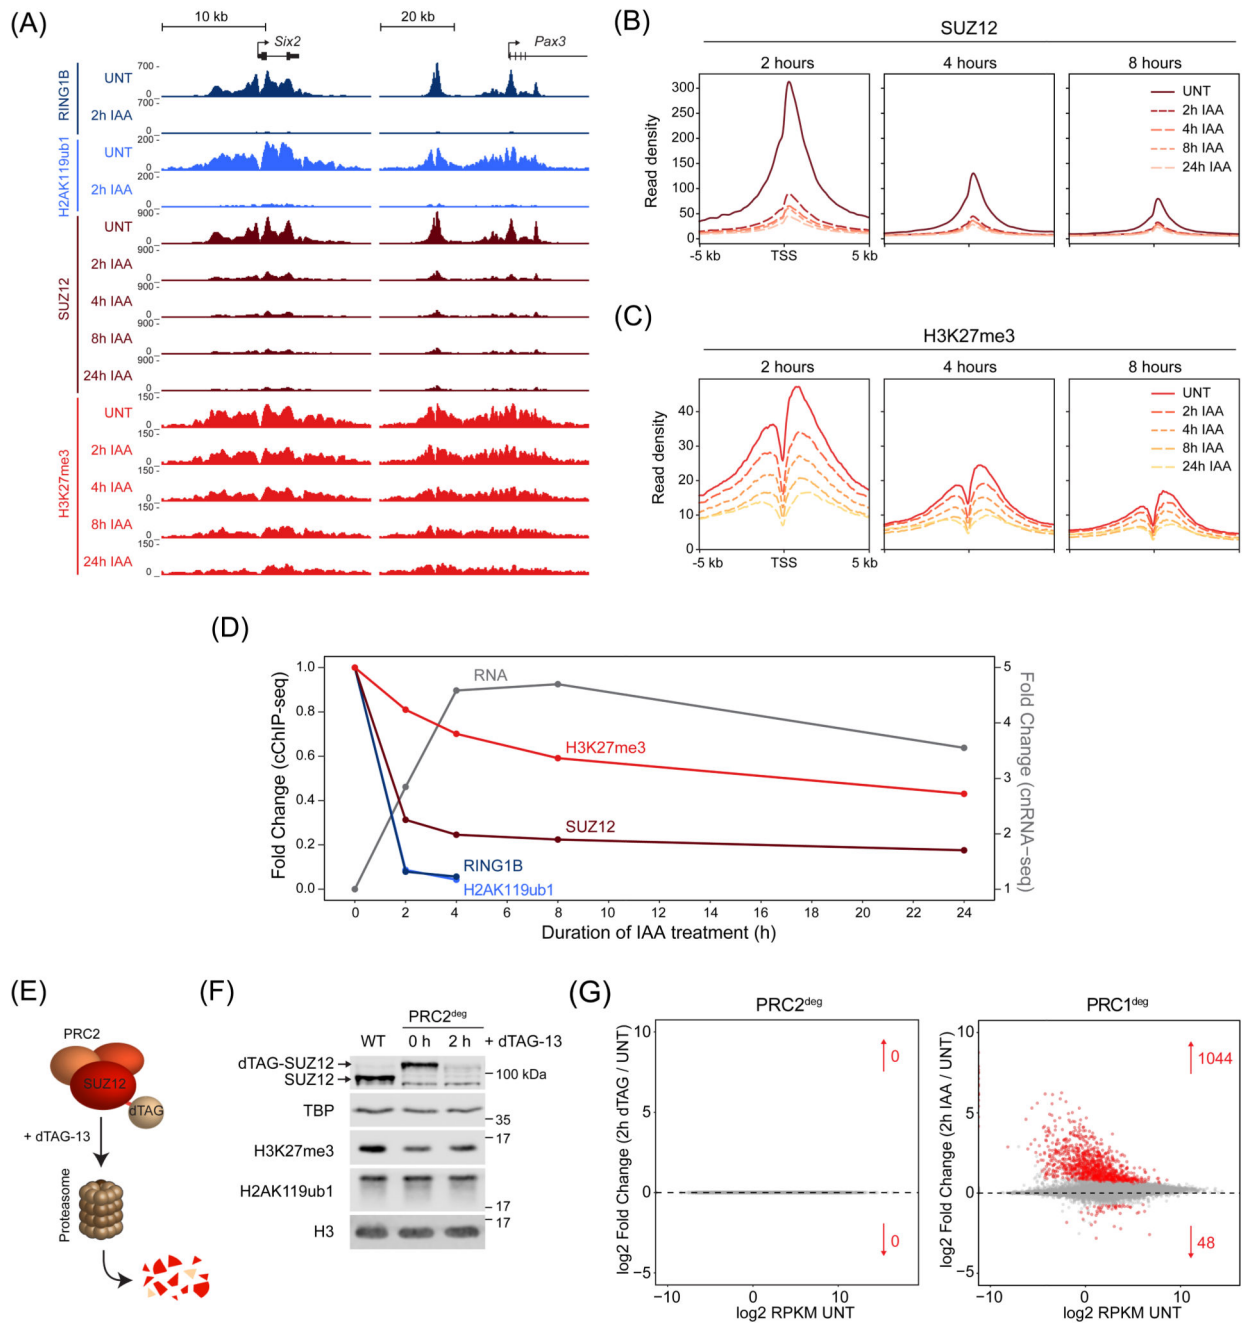 (A)
10 kb
20 kb
Six2
Pax3
RING1B
UNT
700
0
2h IAA
700
0
H2AK119ub1
UNT
200
0
2h IAA
200
0
SUZ12
UNT
900
0
2h IAA
900
0
4h IAA
900
0
8h IAA
900
0
24h IAA
900
0
H3K27me3
UNT
150
0
2h IAA
150
0
4h IAA
150
0
8h IAA
150
0
24h IAA
150
0
(B)
SUZ12
2 hours
4 hours
8 hours
Read density
300
250
200
150
100
50
0
-5 kb
TSS
5 kb
UNT
2h IAA
4h IAA
8h IAA
24h IAA
(C)
H3K27me3
2 hours
4 hours
8 hours
Read density
40
30
20
10
0
-5 kb
TSS
5 kb
UNT
2h IAA
4h IAA
8h IAA
24h IAA
(D)
Fold Change (cChIP-seq)
1.0
0.8
0.6
0.4
0.2
0.0
RNA
H3K27me3
SUZ12
RING1B
H2AK119ub1
5
4
3
2
1
Fold Change (cnRNA−seq)
0 2 4 6 8 10 12 14 16 18 20 22 24
Duration of IAA treatment (h)
(E)
PRC2
SUZ12
dTAG
+ dTAG-13
Proteasome
(F)
PRC2deg
WT 0 h 2 h + dTAG-13
dTAG-SUZ12
SUZ12
100 kDa
TBP
35
H3K27me3
17
H2AK119ub1
17
H3
17
(G)
PRC2deg
log2 Fold Change (2h dTAG / UNT)
10
5
0
−5
0
0
−10 0 10
log2 RPKM UNT
PRC1deg
log2 Fold Change (2h IAA / UNT)
10
5
0
−5
1044
48
−10 0 10
log2 RPKM UNT